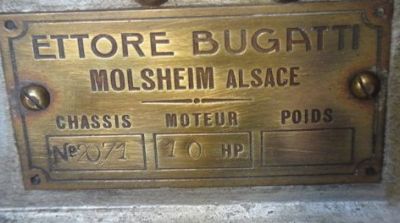 ETTORE BUGATTI
MOLSHEIM ALSACE
CHASSIS MOTEUR POIDS
Nº 2071 10 HP